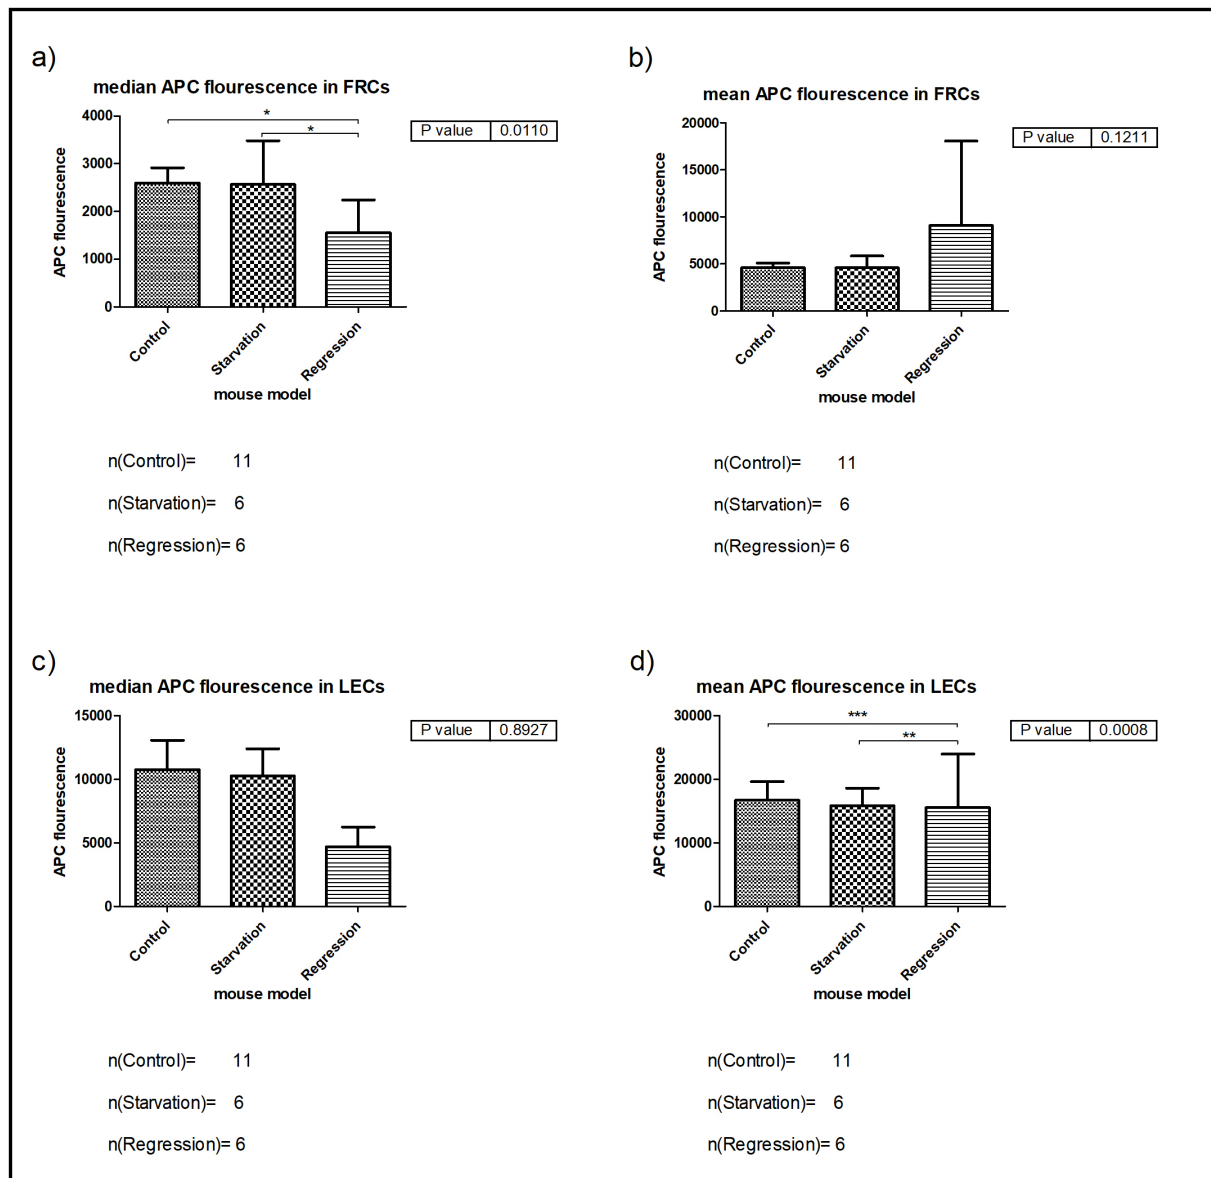 a)
median APC flourescence in FRCs
*
*
P value 0.0110
4000
3000
2000
1000
0
APC flourescence
Control
Starvation
Regression
mouse model
n(Control)= 11
n(Starvation)= 6
n(Regression)= 6
b)
mean APC flourescence in FRCs
P value 0.1211
20000
15000
10000
5000
0
APC flourescence
Control
Starvation
Regression
mouse model
n(Control)= 11
n(Starvation)= 6
n(Regression)= 6
c)
median APC flourescence in LECs
P value 0.8927
15000
10000
5000
0
APC flourescence
Control
Starvation
Regression
mouse model
n(Control)= 11
n(Starvation)= 6
n(Regression)= 6
d)
mean APC flourescence in LECs
***
**
P value 0.0008
30000
20000
10000
0
APC flourescence
Control
Starvation
Regression
mouse model
n(Control)= 11
n(Starvation)= 6
n(Regression)= 6